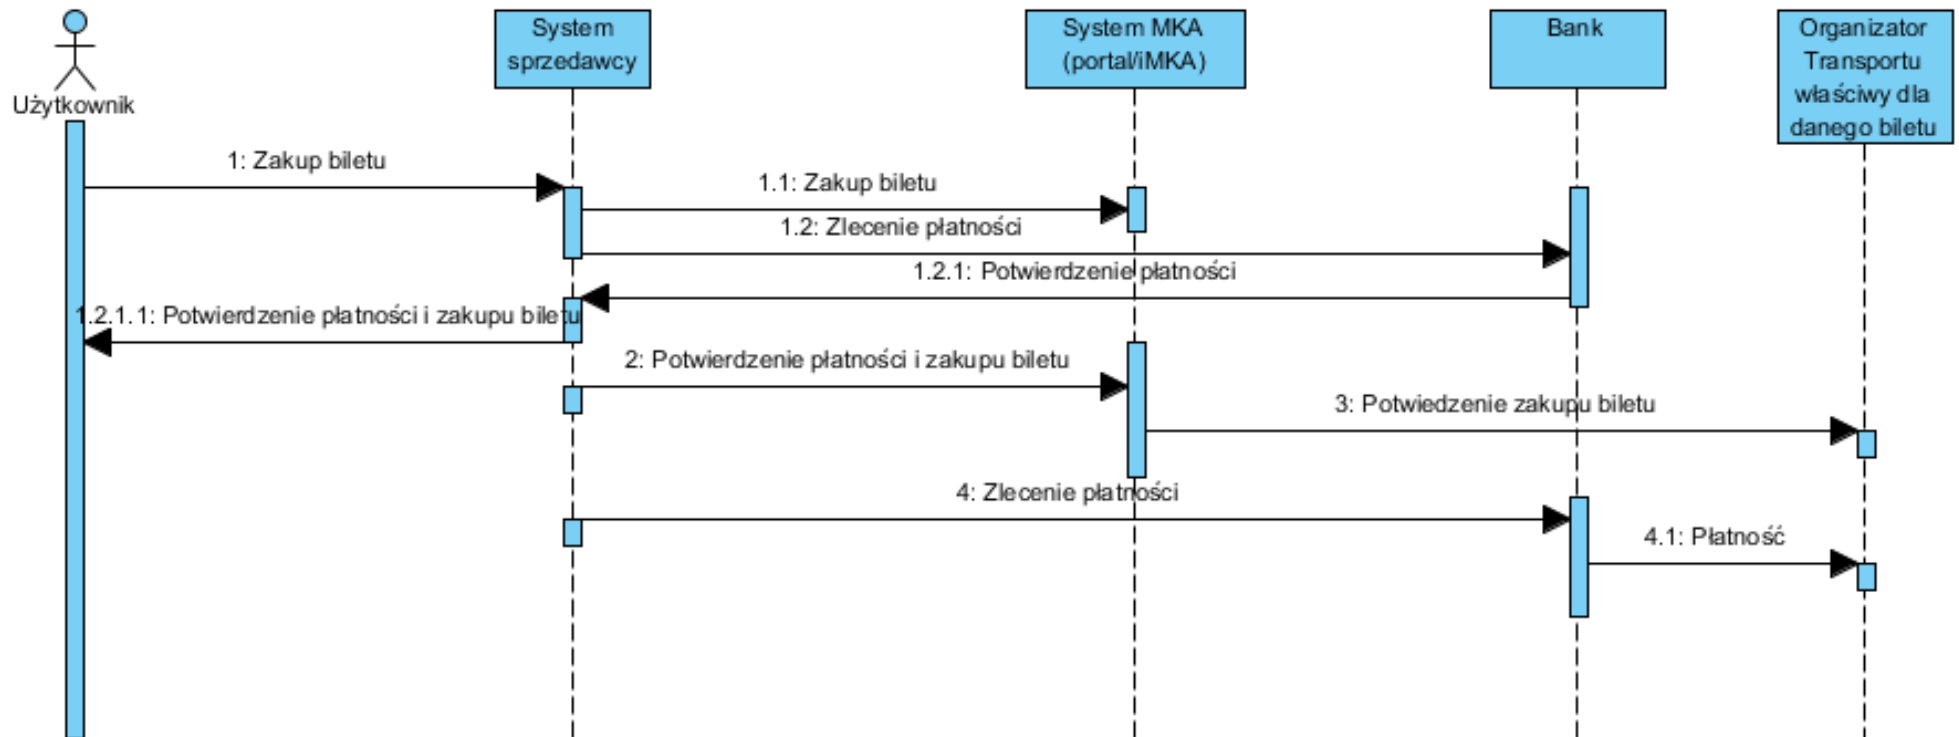 Użytkownik
System
sprzedawcy
System MKA
(portal/iMKA)
Bank
Organizator
Transportu
właściwy dla
danego biletu
1: Zakup biletu
1.1: Zakup biletu
1.2: Zlecenie płatności
1.2.1: Potwierdzenie płatności
1.2.1.1: Potwierdzenie płatności i zakupu biletu
2: Potwierdzenie płatności i zakupu biletu
3: Potwiedzenie zakupu biletu
4: Zlecenie płatności
4.1: Płatność